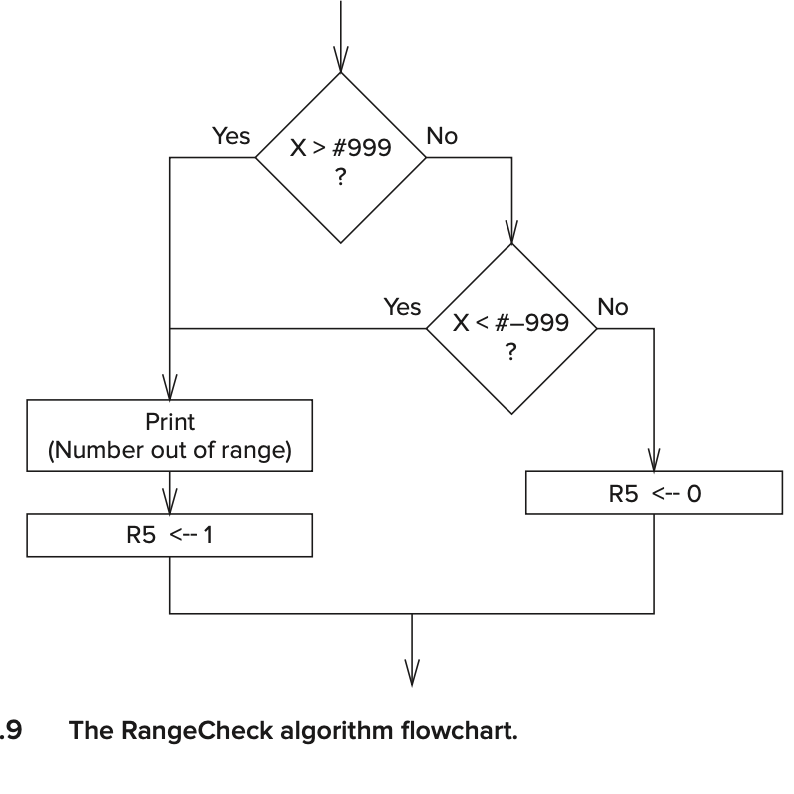 Yes
X > #999
?
No
Yes
X < #–999
?
No
Print
(Number out of range)
R5 <-- 1
R5 <-- 0
.9 The RangeCheck algorithm flowchart.